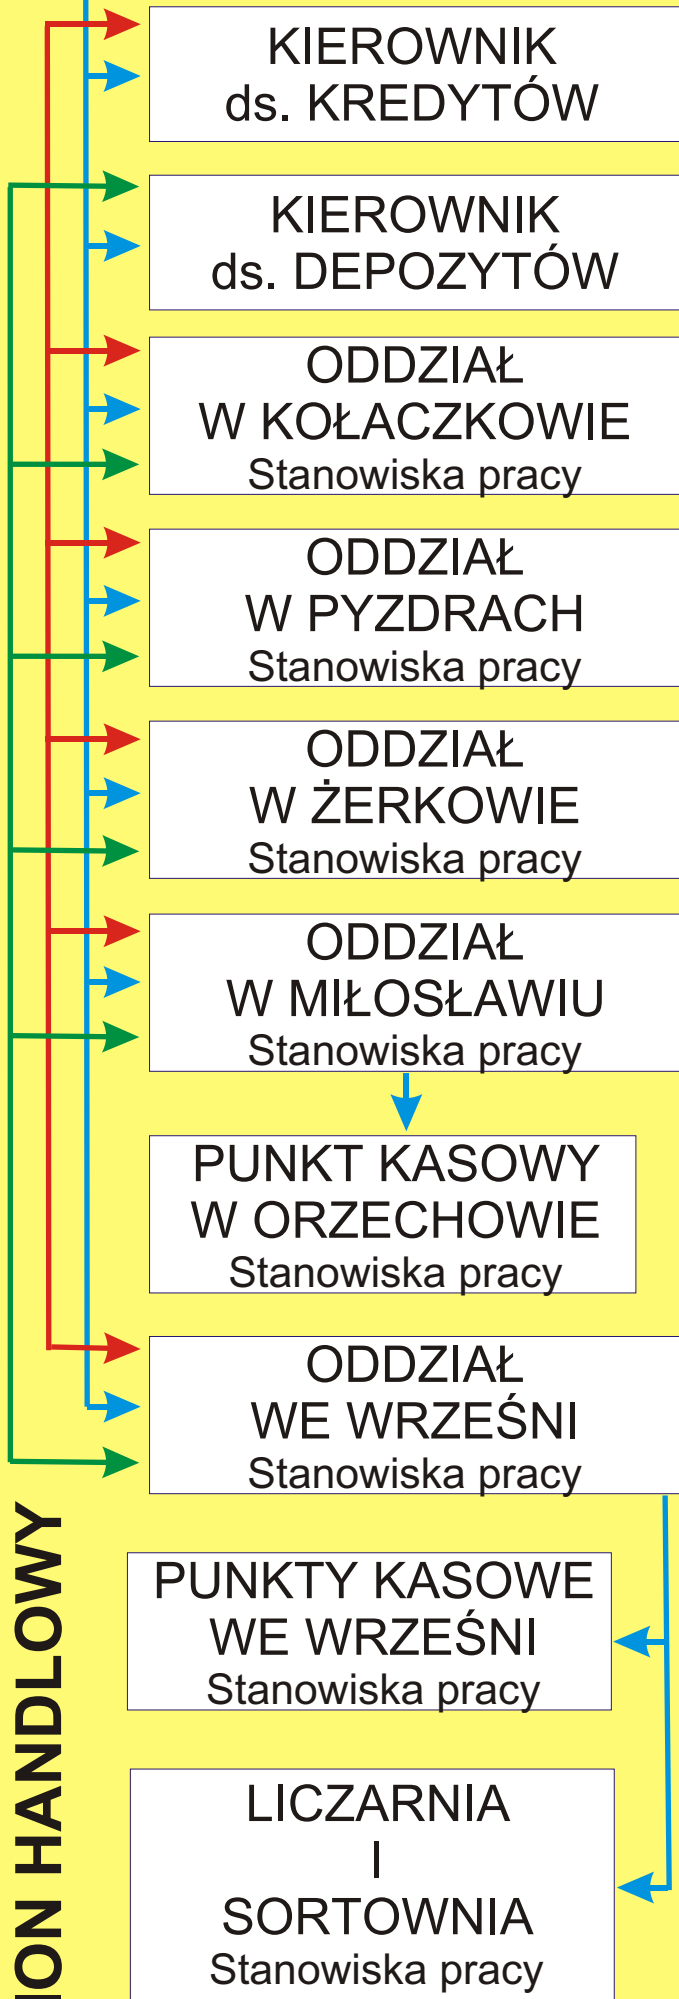 KIEROWNIK
ds. KREDYTÓW
KIEROWNIK
ds. DEPOZYTÓW
ODDZIAŁ
W KOŁACZKOWIE
Stanowiska pracy
ODDZIAŁ
W PYZDRACH
Stanowiska pracy
ODDZIAŁ
W ŻERKOWIE
Stanowiska pracy
ODDZIAŁ
W MIŁOSŁAWIU
Stanowiska pracy
PUNKT KASOWY
W ORZECHOWIE
Stanowiska pracy
ODDZIAŁ
WE WRZEŚNI
Stanowiska pracy
PUNKTY KASOWE
WE WRZEŚNI
Stanowiska pracy
LICZARNIA
I
SORTOWNIA
Stanowiska pracy
HANDLOWY